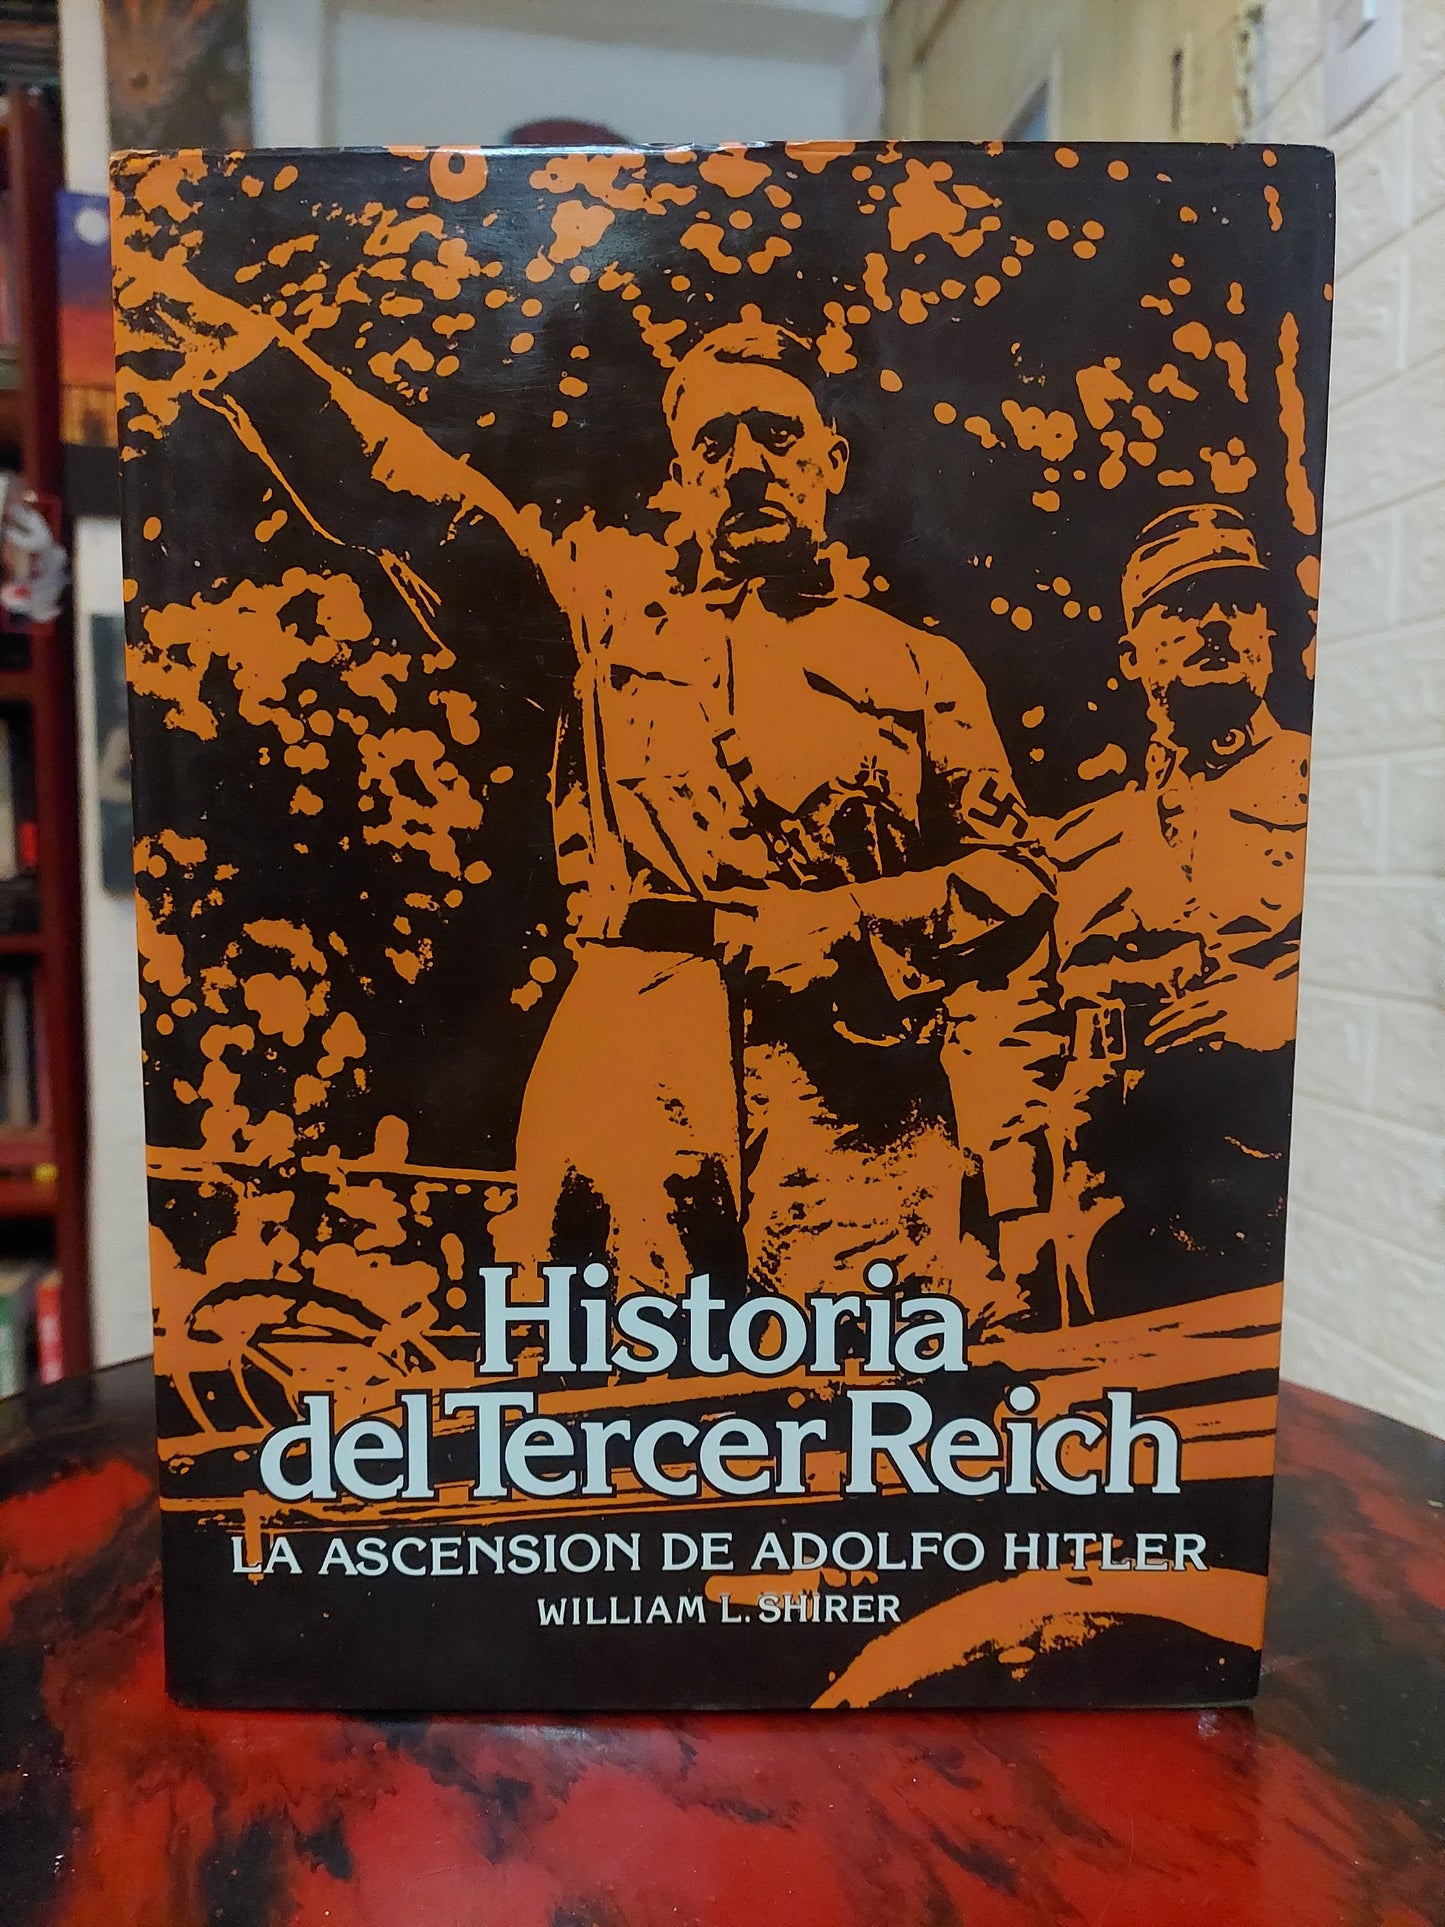 Historia
del Tercer Reich
LA ASCENSION DE ADOLFO HITLER
WILLIAM L. SHIRER